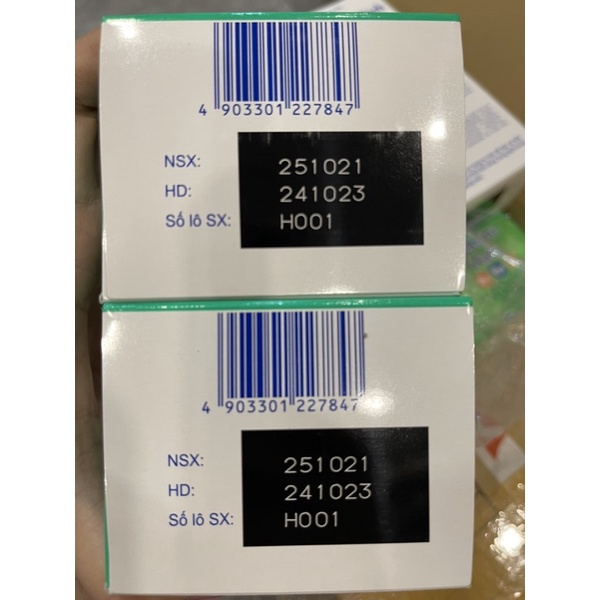 4 903301 227847
NSX: 251021
HD: 241023
Số lô SX: H001
4 903301 227847
NSX: 251021
HD: 241023
Số lô SX: H001